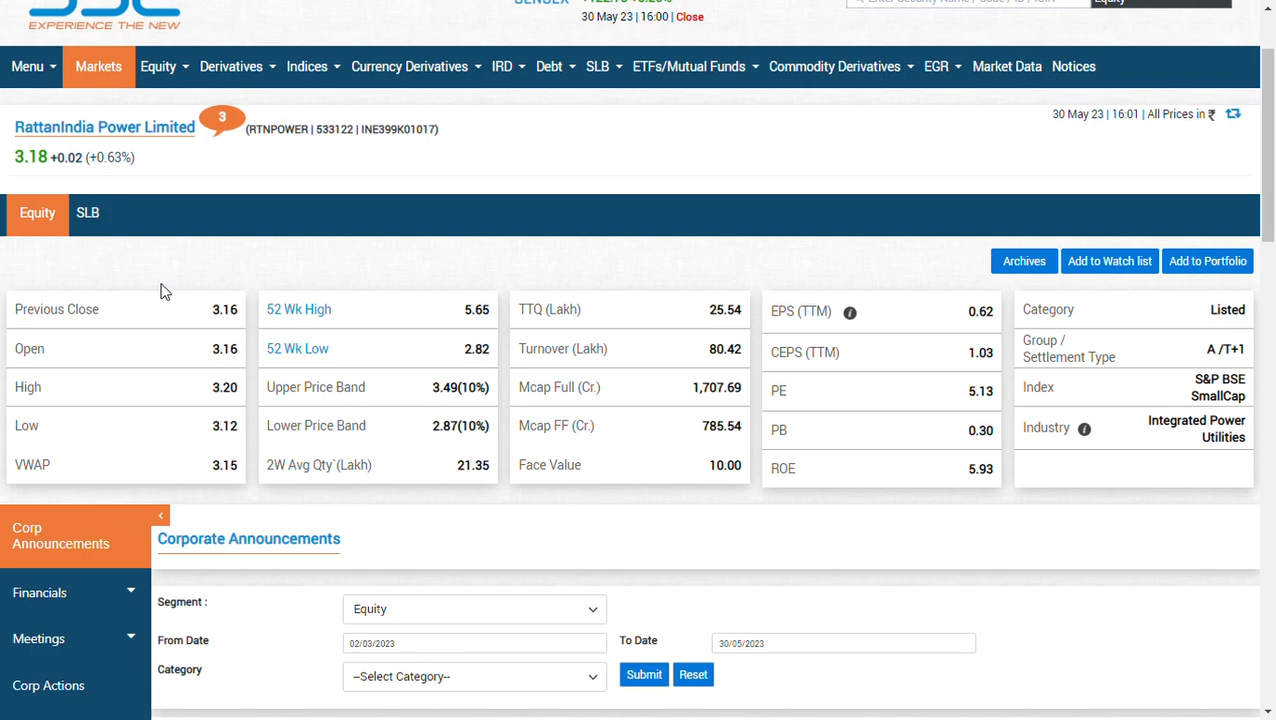 EXPERIENCE THE NEW
30 May 23 | 16:00 | Close
Menu Markets Equity Derivatives Indices Currency Derivatives IRD Debt SLB ETFs/Mutual Funds Commodity Derivatives EGR Market Data Notices
RattanIndia Power Limited 3 (RTNPOWER | 533122 | INE399K01017)
30 May 23 | 16:01 | All Prices in ₹
3.18 +0.02 (+0.63%)
Equity SLB
Archives Add to Watch list Add to Portfolio
Previous Close 3.16
Open 3.16
High 3.20
Low 3.12
VWAP 3.15
52 Wk High 5.65
52 Wk Low 2.82
Upper Price Band 3.49(10%)
Lower Price Band 2.87(10%)
2W Avg Qty`(Lakh) 21.35
TTQ (Lakh) 25.54
Turnover (Lakh) 80.42
Mcap Full (Cr.) 1,707.69
Mcap FF (Cr.) 785.54
Face Value 10.00
EPS (TTM) i 0.62
CEPS (TTM) 1.03
PE 5.13
PB 0.30
ROE 5.93
Category Listed
Group /
Settlement Type A /T+1
Index S&P BSE
SmallCap
Industry i Integrated Power
Utilities
Corp
Announcements
Financials
Meetings
Corp Actions
Corporate Announcements
Segment : Equity
From Date 02/03/2023 To Date 30/05/2023
Category --Select Category-- Submit Reset